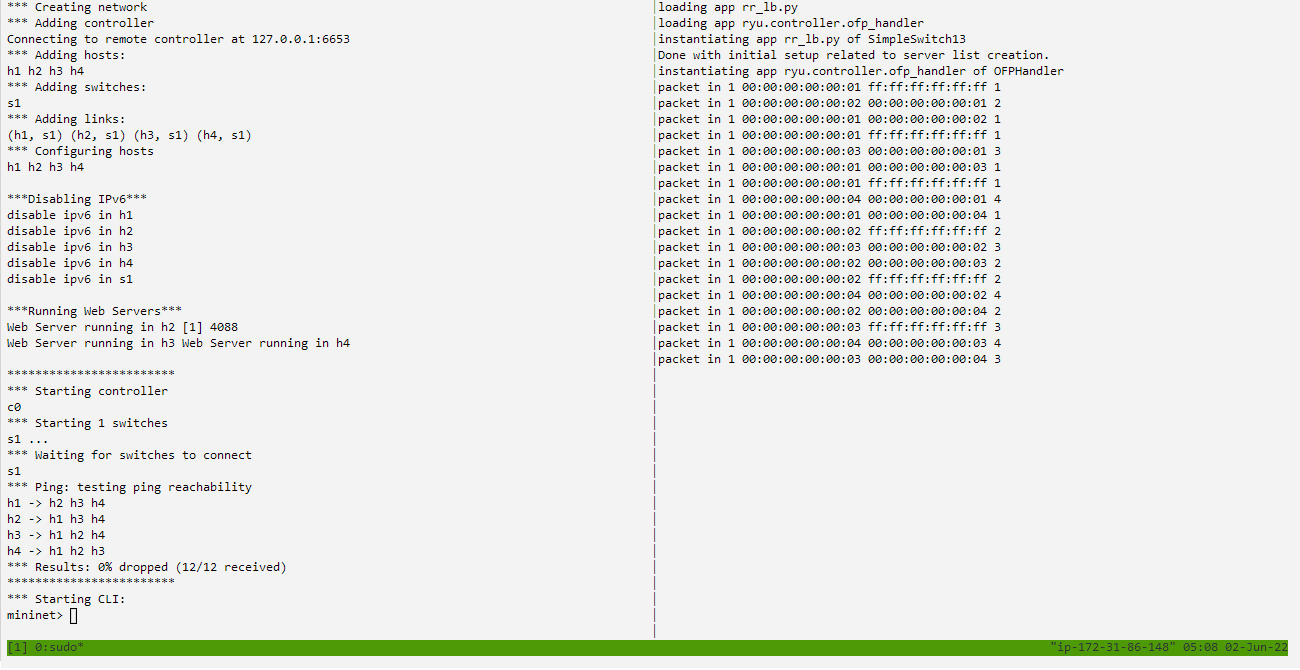 *** Creating network
*** Adding controller
Connecting to remote controller at 127.0.0.1:6653
*** Adding hosts:
h1 h2 h3 h4
*** Adding switches:
s1
*** Adding links:
(h1, s1) (h2, s1) (h3, s1) (h4, s1)
*** Configuring hosts
h1 h2 h3 h4
***Disabling IPv6***
disable ipv6 in h1
disable ipv6 in h2
disable ipv6 in h3
disable ipv6 in h4
disable ipv6 in s1
***Running Web Servers***
Web Server running in h2 [1] 4088
Web Server running in h3 Web Server running in h4
************************
*** Starting controller
c0
*** Starting 1 switches
s1 ...
*** Waiting for switches to connect
s1
*** Ping: testing ping reachability
h1 -> h2 h3 h4
h2 -> h1 h3 h4
h3 -> h1 h2 h4
h4 -> h1 h2 h3
*** Results: 0% dropped (12/12 received)
************************
*** Starting CLI:
mininet>
loading app rr_lb.py
loading app ryu.controller.ofp_handler
instantiating app rr_lb.py of SimpleSwitch13
Done with initial setup related to server list creation.
instantiating app ryu.controller.ofp_handler of OFPHandler
packet in 1 00:00:00:00:00:01 ff:ff:ff:ff:ff:ff 1
packet in 1 00:00:00:00:00:02 00:00:00:00:00:01 2
packet in 1 00:00:00:00:00:01 00:00:00:00:00:02 1
packet in 1 00:00:00:00:00:01 ff:ff:ff:ff:ff:ff 1
packet in 1 00:00:00:00:00:03 00:00:00:00:00:01 3
packet in 1 00:00:00:00:00:01 00:00:00:00:00:03 1
packet in 1 00:00:00:00:00:01 ff:ff:ff:ff:ff:ff 1
packet in 1 00:00:00:00:00:04 00:00:00:00:00:01 4
packet in 1 00:00:00:00:00:01 00:00:00:00:00:04 1
packet in 1 00:00:00:00:00:02 ff:ff:ff:ff:ff:ff 2
packet in 1 00:00:00:00:00:03 00:00:00:00:00:02 3
packet in 1 00:00:00:00:00:02 00:00:00:00:00:03 2
packet in 1 00:00:00:00:00:02 ff:ff:ff:ff:ff:ff 2
packet in 1 00:00:00:00:00:04 00:00:00:00:00:02 4
packet in 1 00:00:00:00:00:02 00:00:00:00:00:04 2
packet in 1 00:00:00:00:00:03 ff:ff:ff:ff:ff:ff 3
packet in 1 00:00:00:00:00:04 00:00:00:00:00:03 4
packet in 1 00:00:00:00:00:03 00:00:00:00:00:04 3
[1] 0:sudo* "ip-172-31-86-148" 05:08 02-Jun-22